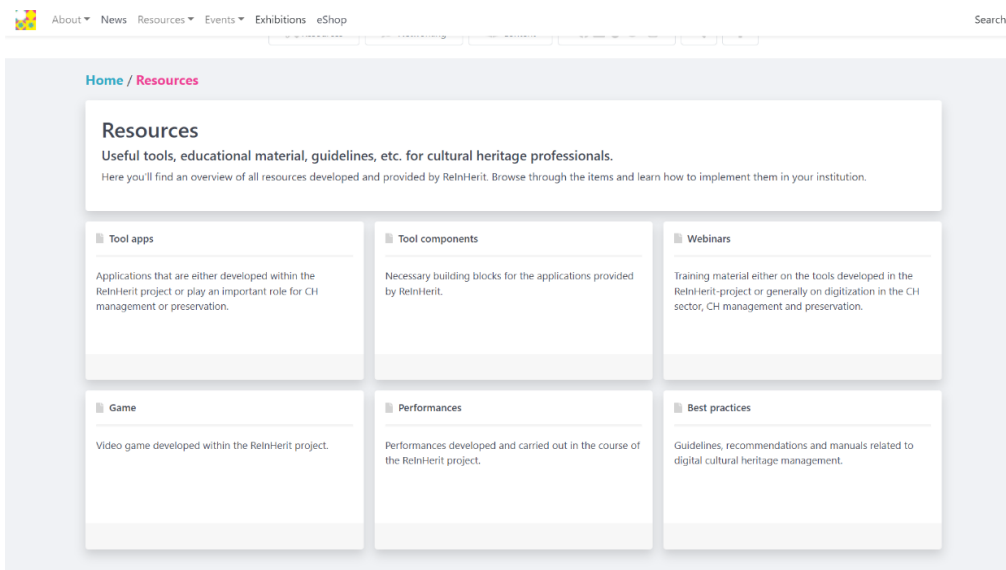 About News Resources Events Exhibitions eShop Search
Home / Resources
Resources
Useful tools, educational material, guidelines, etc. for cultural heritage professionals.
Here you'll find an overview of all resources developed and provided by ReInHerit. Browse through the items and learn how to implement them in your institution.
Tool apps
Applications that are either developed within the
ReInHerit project or play an important role for CH
management or preservation.
Tool components
Necessary building blocks for the applications provided
by ReInHerit.
Webinars
Training material either on the tools developed in the
ReInHerit-project or generally on digitization in the CH
sector, CH management and preservation.
Game
Video game developed within the ReInHerit project.
Performances
Performances developed and carried out in the course of
the ReInHerit project.
Best practices
Guidelines, recommendations and manuals related to
digital cultural heritage management.